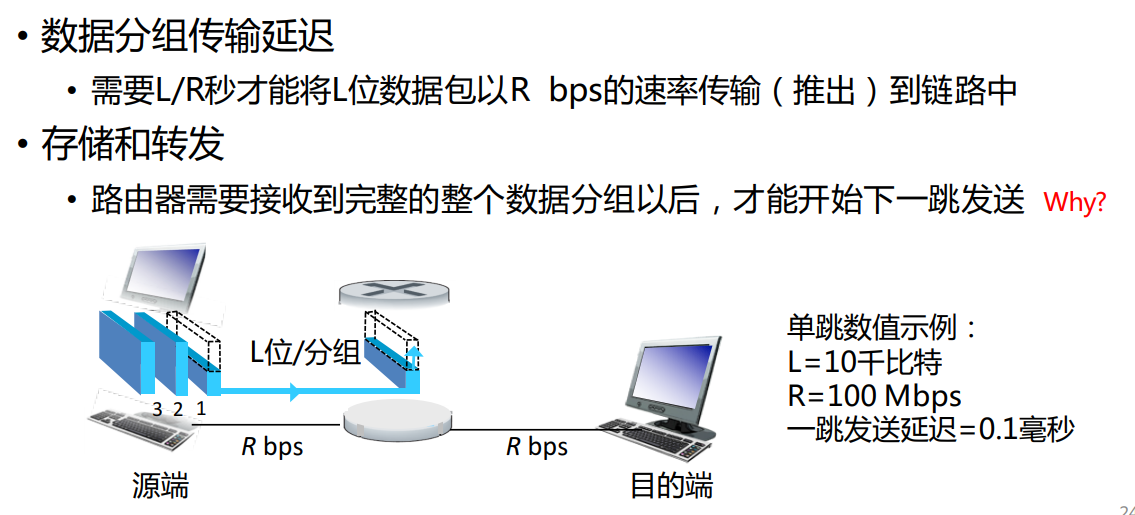 • 数据分组传输延迟
• 需要L/R秒才能将L位数据包以R bps的速率传输（推出）到链路中
• 存储和转发
• 路由器需要接收到完整的整个数据分组以后，才能开始下一跳发送 Why?
L位/分组
3 2 1
R bps
R bps
源端
目的端
单跳数值示例：
L=10千比特
R=100 Mbps
一跳发送延迟=0.1毫秒
24